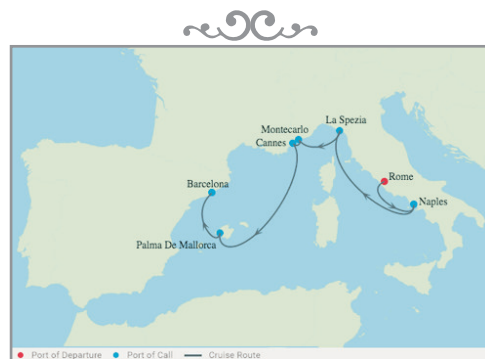 La Spezia
Montecarlo
Cannes
Rome
Barcelona
Naples
Palma De Mallorca
Port of Departure Port of Call Cruise Route